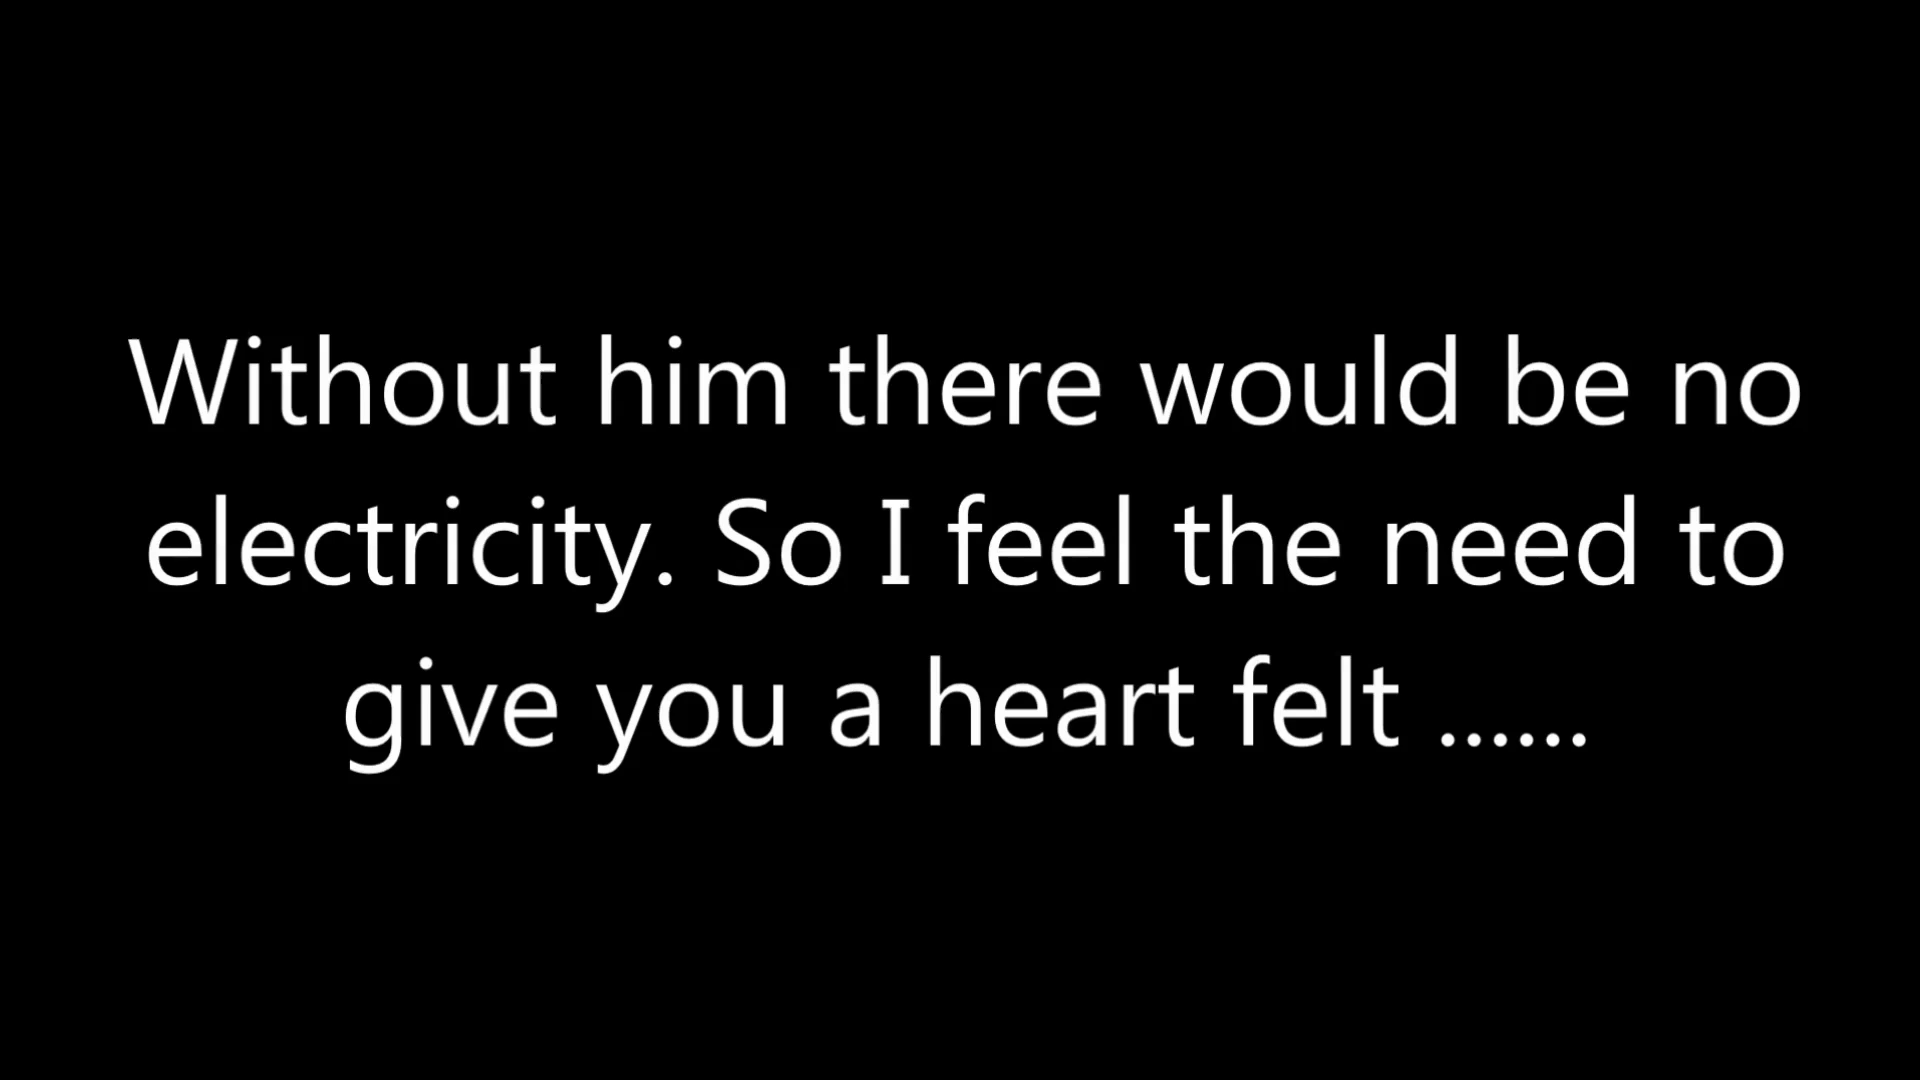 Without him there would be no
electricity. So I feel the need to
give you a heart felt ......